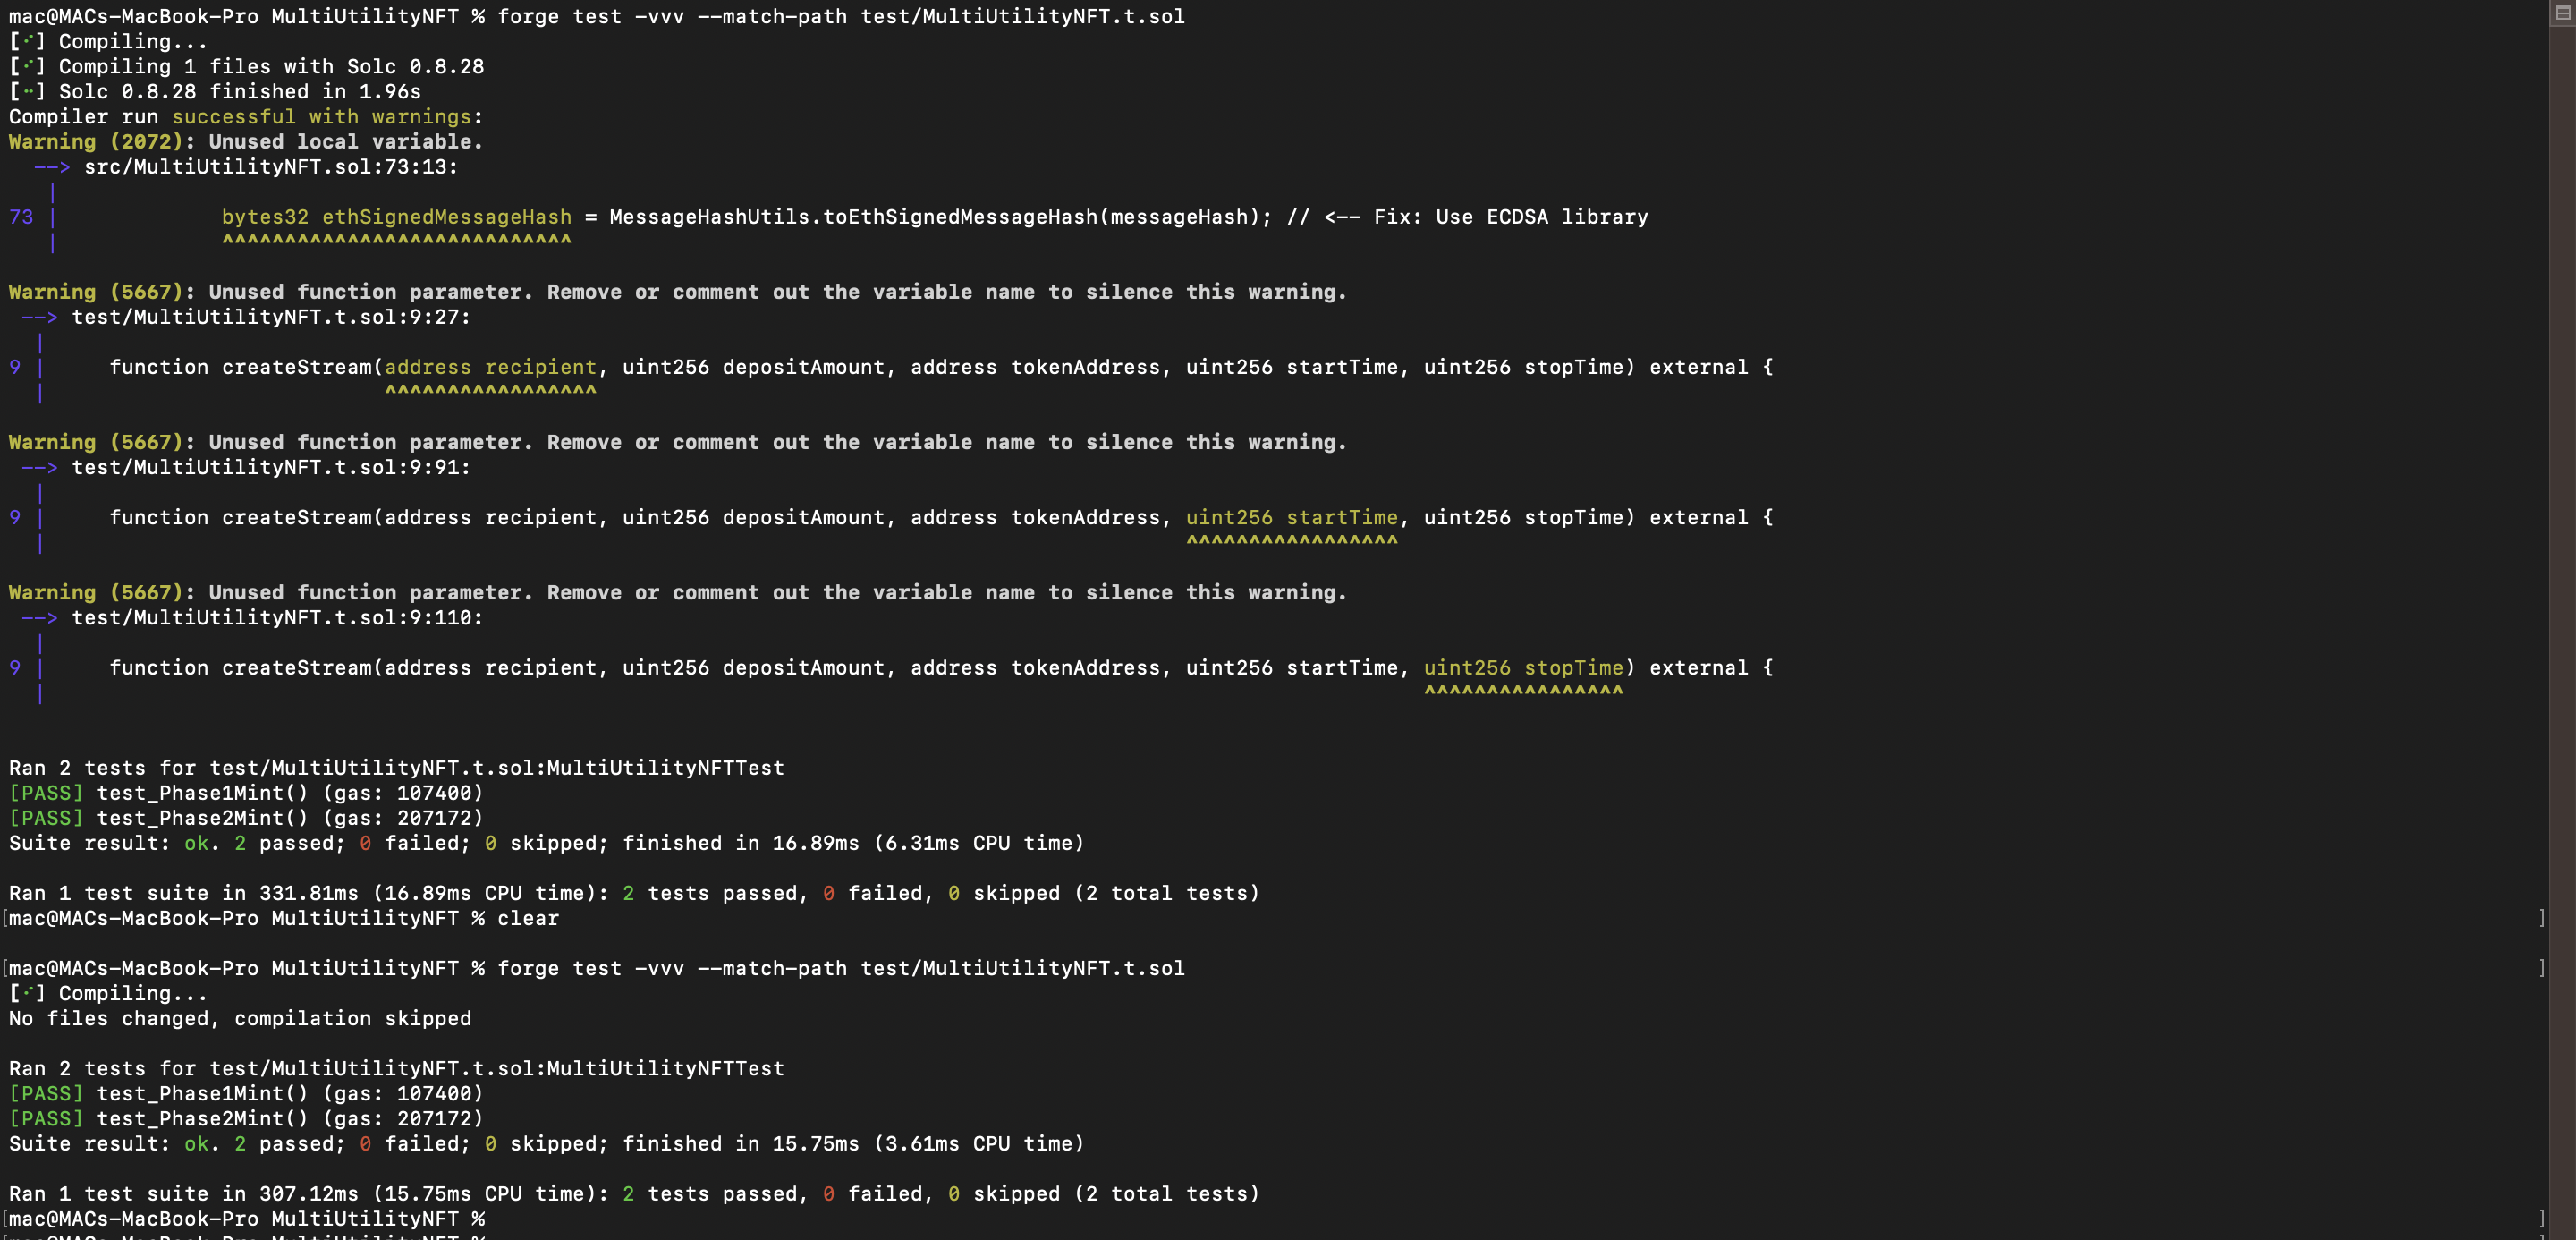 mac@MACs-MacBook-Pro MultiUtilityNFT % forge test -vvv --match-path test/MultiUtilityNFT.t.sol
[⠊] Compiling...
[⠊] Compiling 1 files with Solc 0.8.28
[⠒] Solc 0.8.28 finished in 1.96s
Compiler run successful with warnings:
Warning (2072): Unused local variable.
  --> src/MultiUtilityNFT.sol:73:13:
   |
73 |             bytes32 ethSignedMessageHash = MessageHashUtils.toEthSignedMessageHash(messageHash); // <-- Fix: Use ECDSA library
   |             ^^^^^^^^^^^^^^^^^^^^^^^^^^^^

Warning (5667): Unused function parameter. Remove or comment out the variable name to silence this warning.
 --> test/MultiUtilityNFT.t.sol:9:27:
  |
9 |     function createStream(address recipient, uint256 depositAmount, address tokenAddress, uint256 startTime, uint256 stopTime) external {
  |                           ^^^^^^^^^^^^^^^^^

Warning (5667): Unused function parameter. Remove or comment out the variable name to silence this warning.
 --> test/MultiUtilityNFT.t.sol:9:91:
  |
9 |     function createStream(address recipient, uint256 depositAmount, address tokenAddress, uint256 startTime, uint256 stopTime) external {
  |                                                                                           ^^^^^^^^^^^^^^^^^

Warning (5667): Unused function parameter. Remove or comment out the variable name to silence this warning.
 --> test/MultiUtilityNFT.t.sol:9:110:
  |
9 |     function createStream(address recipient, uint256 depositAmount, address tokenAddress, uint256 startTime, uint256 stopTime) external {
  |                                                                                                              ^^^^^^^^^^^^^^^^

Ran 2 tests for test/MultiUtilityNFT.t.sol:MultiUtilityNFTTest
[PASS] test_Phase1Mint() (gas: 107400)
[PASS] test_Phase2Mint() (gas: 207172)
Suite result: ok. 2 passed; 0 failed; 0 skipped; finished in 16.89ms (6.31ms CPU time)

Ran 1 test suite in 331.81ms (16.89ms CPU time): 2 tests passed, 0 failed, 0 skipped (2 total tests)
[mac@MACs-MacBook-Pro MultiUtilityNFT % clear ]

[mac@MACs-MacBook-Pro MultiUtilityNFT % forge test -vvv --match-path test/MultiUtilityNFT.t.sol ]
[⠊] Compiling...
No files changed, compilation skipped

Ran 2 tests for test/MultiUtilityNFT.t.sol:MultiUtilityNFTTest
[PASS] test_Phase1Mint() (gas: 107400)
[PASS] test_Phase2Mint() (gas: 207172)
Suite result: ok. 2 passed; 0 failed; 0 skipped; finished in 15.75ms (3.61ms CPU time)

Ran 1 test suite in 307.12ms (15.75ms CPU time): 2 tests passed, 0 failed, 0 skipped (2 total tests)
[mac@MACs-MacBook-Pro MultiUtilityNFT % ]
[mac@MACs-MacBook-Pro MultiUtilityNFT % ]